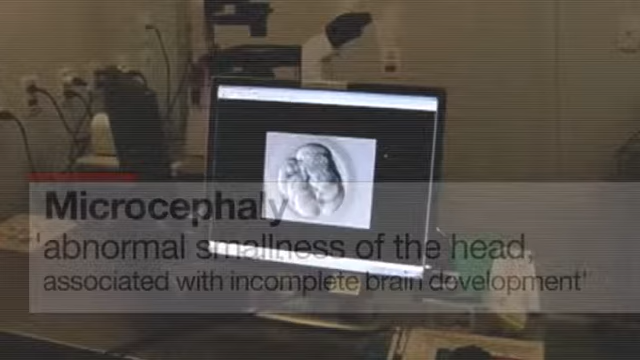 Microcephaly
'abnormal smallness of the head
associated with incomplete brain development'